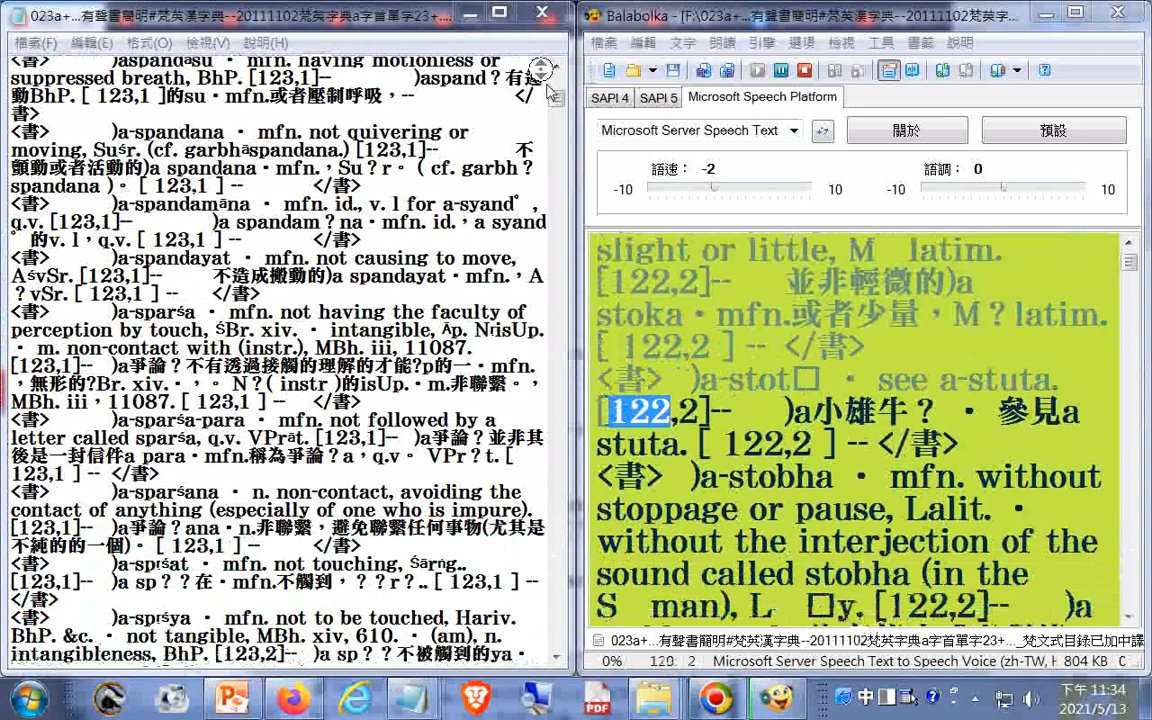 ..有聲書簡明#梵英漢字典--20111102梵英字典a字首單字23+...
檔案(F) 編輯(E) 格式(O) 檢視(V) 說明(H)
<書> )aspandāsu · mfn. having motionless or
suppressed breath, BhP. [123,1]-- )aspand？有
動BhP. [ 123,1 ]的su · mfn.或者壓制呼吸，-- </
書>
<書> )a-spandana · mfn. not quivering or
moving, Suśr. (cf. garbhāspandana.) [123,1]-- 不
顫動或者活動的)a spandana · mfn.，Su？r。( cf. garbh？
spandana )。[ 123,1 ] -- </書>
<書> )a-spandamāna · mfn. id., v. l for a-syand°,
q.v. [123,1]-- )a spandam？na · mfn. id.，a syand
°的v. l，q.v. [ 123,1 ] -- </書>
<書> )a-spandayat · mfn. not causing to move,
AśvSr. [123,1]-- 不造成搬動的)a spandayat · mfn.，A
？vSr. [ 123,1 ] -- </書>
<書> )a-sparśa · mfn. not having the faculty of
perception by touch, ŚBr. xiv. · intangible, Āp. NṛisUp.
· m. non-contact with (instr.), MBh. iii, 11087.
[123,1]-- )a爭論？不有透過接觸的理解的才能?p的一 · mfn.
，無形的?Br. xiv. · ，。N？( instr )的isUp. · m.非聯繫。，
MBh. iii，11087. [ 123,1 ] -- </書>
<書> )a-sparśa-para · mfn. not followed by a
letter called sparśa, q.v. VPrāt. [123,1]-- )a爭論？並非其
後是一封信件a para · mfn.稱為爭論？a，q.v。 VPr？t. [
123,1 ] -- </書>
<書> )a-sparśana · n. non-contact, avoiding the
contact of anything (especially of one who is impure).
[123,1]-- )a爭論？ana · n.非聯繫，避免聯繫任何事物(尤其是
不純的的一個)。[ 123,1 ] -- </書>
<書> )a-spṛśat · mfn. not touching, Śārṅg..
[123,1]-- )a sp？？在 · mfn.不觸到，？？r？.. [ 123,1 ] --
</書>
<書> )a-spṛśya · mfn. not to be touched, Hariv.
BhP. &c. · not tangible, MBh. xiv, 610. · (am), n.
intangibleness, BhP. [123,2]-- )a sp？？不被觸到的ya ·
Balabolka - [F:\023a+...有聲書簡明#梵英漢字典--20111102梵英字...
檔案 編輯 文字 朗讀 引擎 選項 檢視 工具 書籤 說明
SAPI 4 SAPI 5 Microsoft Speech Platform
Microsoft Server Speech Text 關於 預設
語速： -2 語調： 0
-10 10 -10 10
slight or little, M latim.
[122,2]-- 並非輕微的)a
stoka · mfn.或者少量，M？latim.
[ 122,2 ] -- </書>
<書> )a-stot□ · see a-stuta.
[122,2]-- )a小雄牛？ · 參見a
stuta. [ 122,2 ] -- </書>
<書> )a-stobha · mfn. without
stoppage or pause, Lalit. ·
without the interjection of the
sound called stobha (in the
S man), L □y. [122,2]-- )a
023a+...有聲書簡明#梵英漢字典--20111102梵英字典a字首單字23+..._梵文式目錄已加中譯
0% 120: 2 Microsoft Server Speech Text to Speech Voice (zh-TW, H 804 KB
中
下午 11:34
2021/5/13